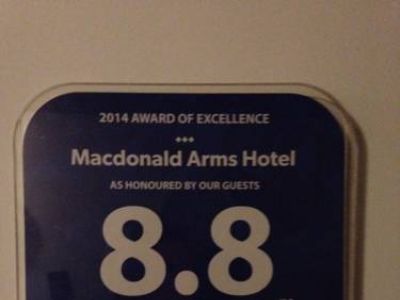 2014 AWARD OF EXCELLENCE
Macdonald Arms Hotel
AS HONOURED BY OUR GUESTS
8.8